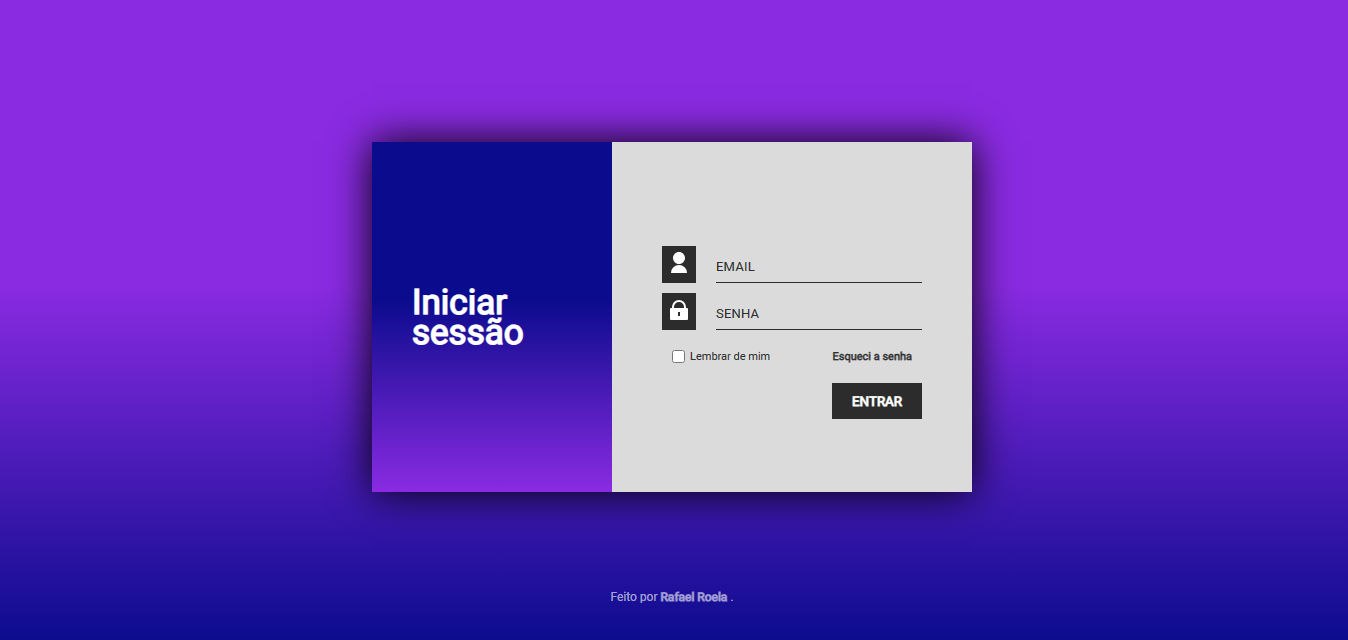 Iniciar
sessão
EMAIL
SENHA
Lembrar de mim Esqueci a senha
ENTRAR
Feito por Rafael Roela .